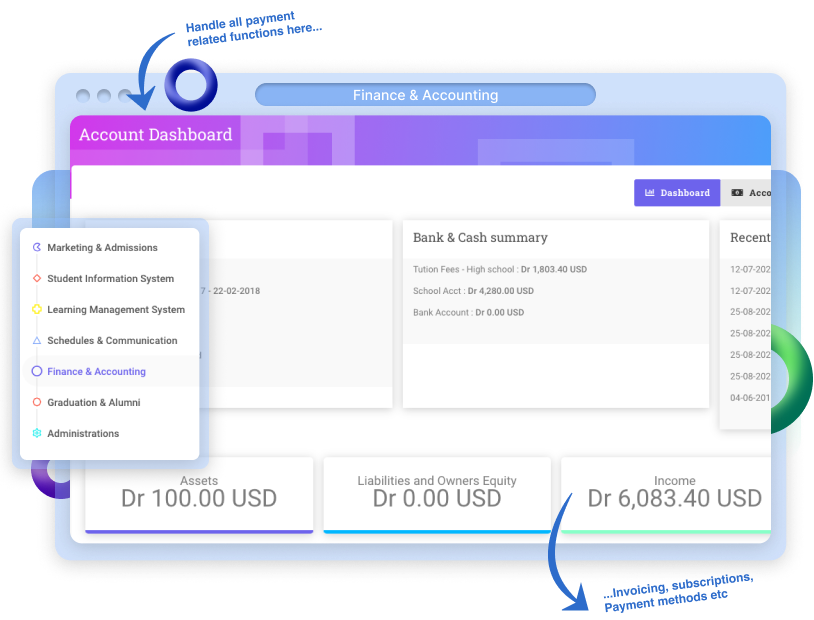 Handle all payment
related functions here...
Finance & Accounting
Account Dashboard
Dashboard
Marketing & Admissions
Student Information System
Learning Management System
Schedules & Communication
Finance & Accounting
Graduation & Alumni
Administrations
7 - 22-02-2018
Bank & Cash summary
Tution Fees - High school : Dr 1,803.40 USD
School Acct : Dr 4,280.00 USD
Bank Account : Dr 0.00 USD
Recent
12-07-202
12-07-202
25-08-202
25-08-202
25-08-202
25-08-202
04-06-201
Assets
Dr 100.00 USD
Liabilities and Owners Equity
Dr 0.00 USD
Income
Dr 6,083.40 USD
...Invoicing, subscriptions,
Payment methods etc